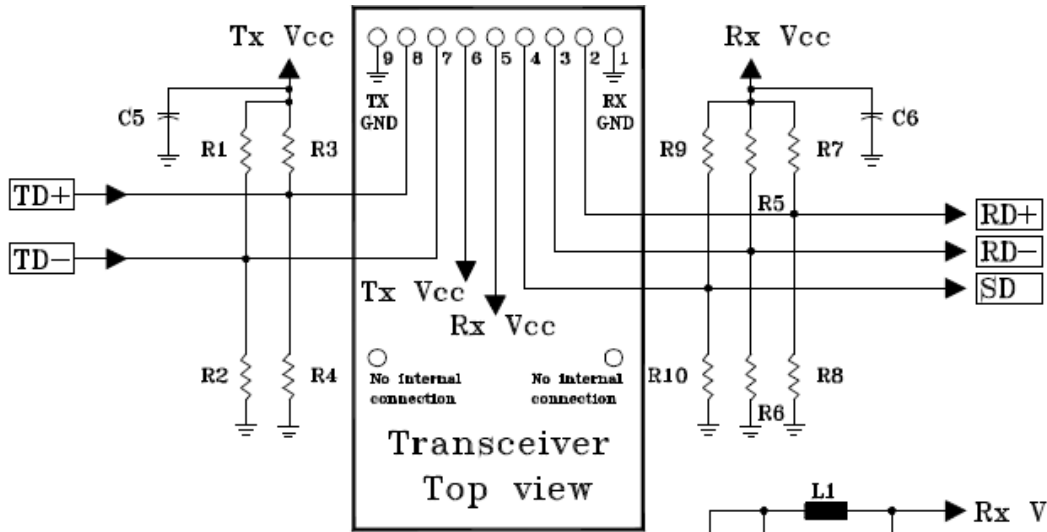 Tx Vcc
Rx Vcc
9 8 7 6 5 4 3 2 1
TX
GND
RX
GND
C5
R1
R3
R9
R7
C6
TD+
R5
RD+
TD-
RD-
Tx Vcc
SD
Rx Vcc
R2
R4
No internal
connection
No internal
connection
R10
R8
R6
Transceiver
Top view
L1
Rx V